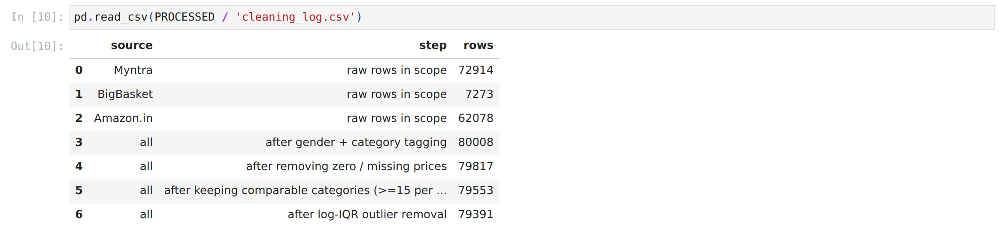 In [10]: pd.read_csv(PROCESSED / 'cleaning_log.csv')
Out[10]: source step rows
0 Myntra raw rows in scope 72914
1 BigBasket raw rows in scope 7273
2 Amazon.in raw rows in scope 62078
3 all after gender + category tagging 80008
4 all after removing zero / missing prices 79817
5 all after keeping comparable categories (>=15 per ... 79553
6 all after log-IQR outlier removal 79391